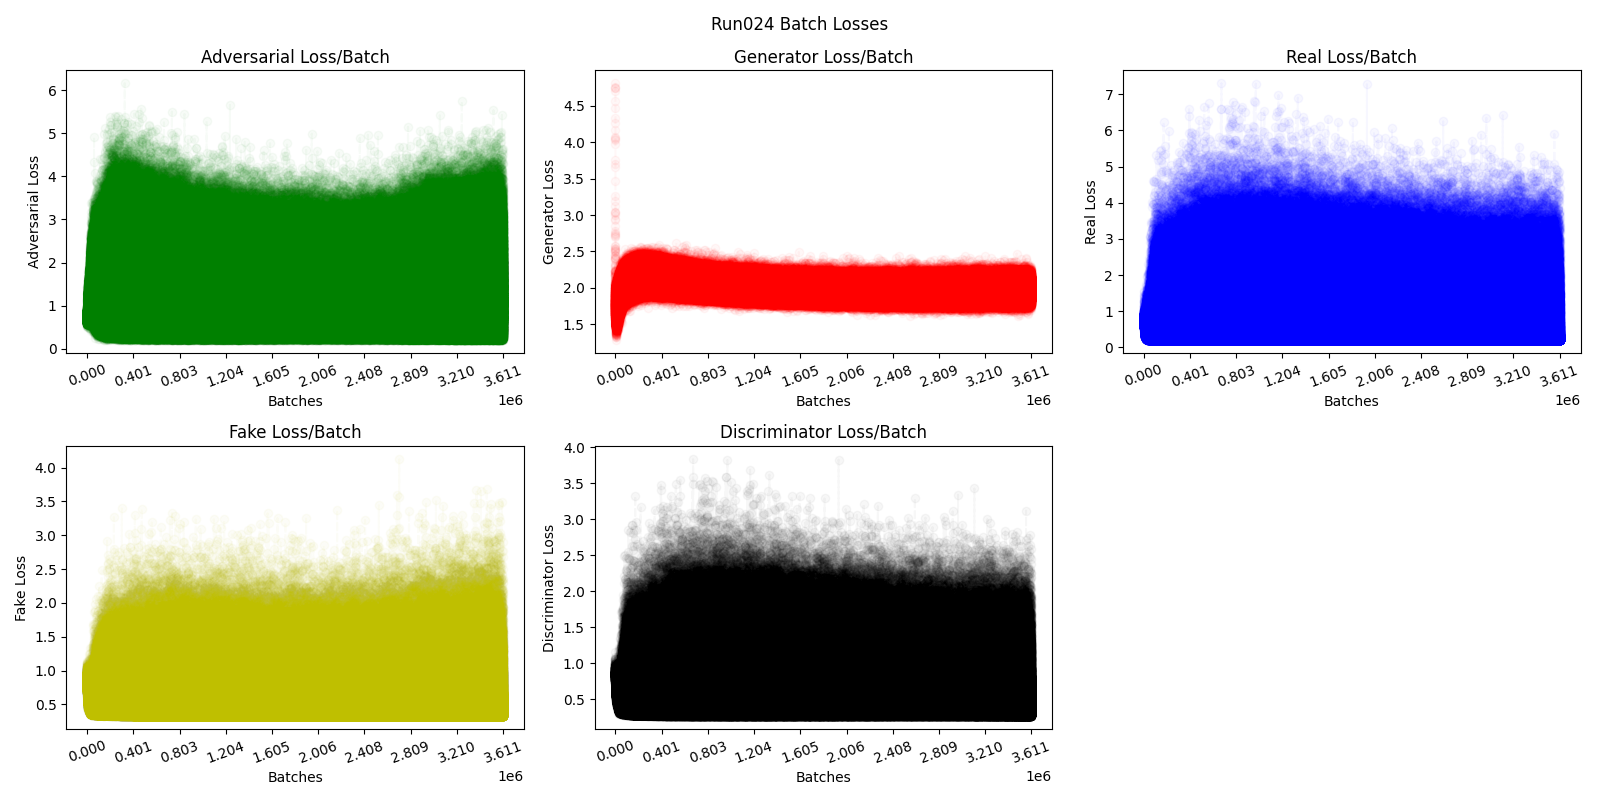 Run024 Batch Losses
Adversarial Loss/Batch
Adversarial Loss
6
5
4
3
2
1
0
0.000 0.401 0.803 1.204 1.605 2.006 2.408 2.809 3.210 3.611
Batches
1e6
Generator Loss/Batch
Generator Loss
4.5
4.0
3.5
3.0
2.5
2.0
1.5
0.000 0.401 0.803 1.204 1.605 2.006 2.408 2.809 3.210 3.611
Batches
1e6
Real Loss/Batch
Real Loss
7
6
5
4
3
2
1
0
0.000 0.401 0.803 1.204 1.605 2.006 2.408 2.809 3.210 3.611
Batches
1e6
Fake Loss/Batch
Fake Loss
4.0
3.5
3.0
2.5
2.0
1.5
1.0
0.5
0.000 0.401 0.803 1.204 1.605 2.006 2.408 2.809 3.210 3.611
Batches
1e6
Discriminator Loss/Batch
Discriminator Loss
4.0
3.5
3.0
2.5
2.0
1.5
1.0
0.5
0.000 0.401 0.803 1.204 1.605 2.006 2.408 2.809 3.210 3.611
Batches
1e6